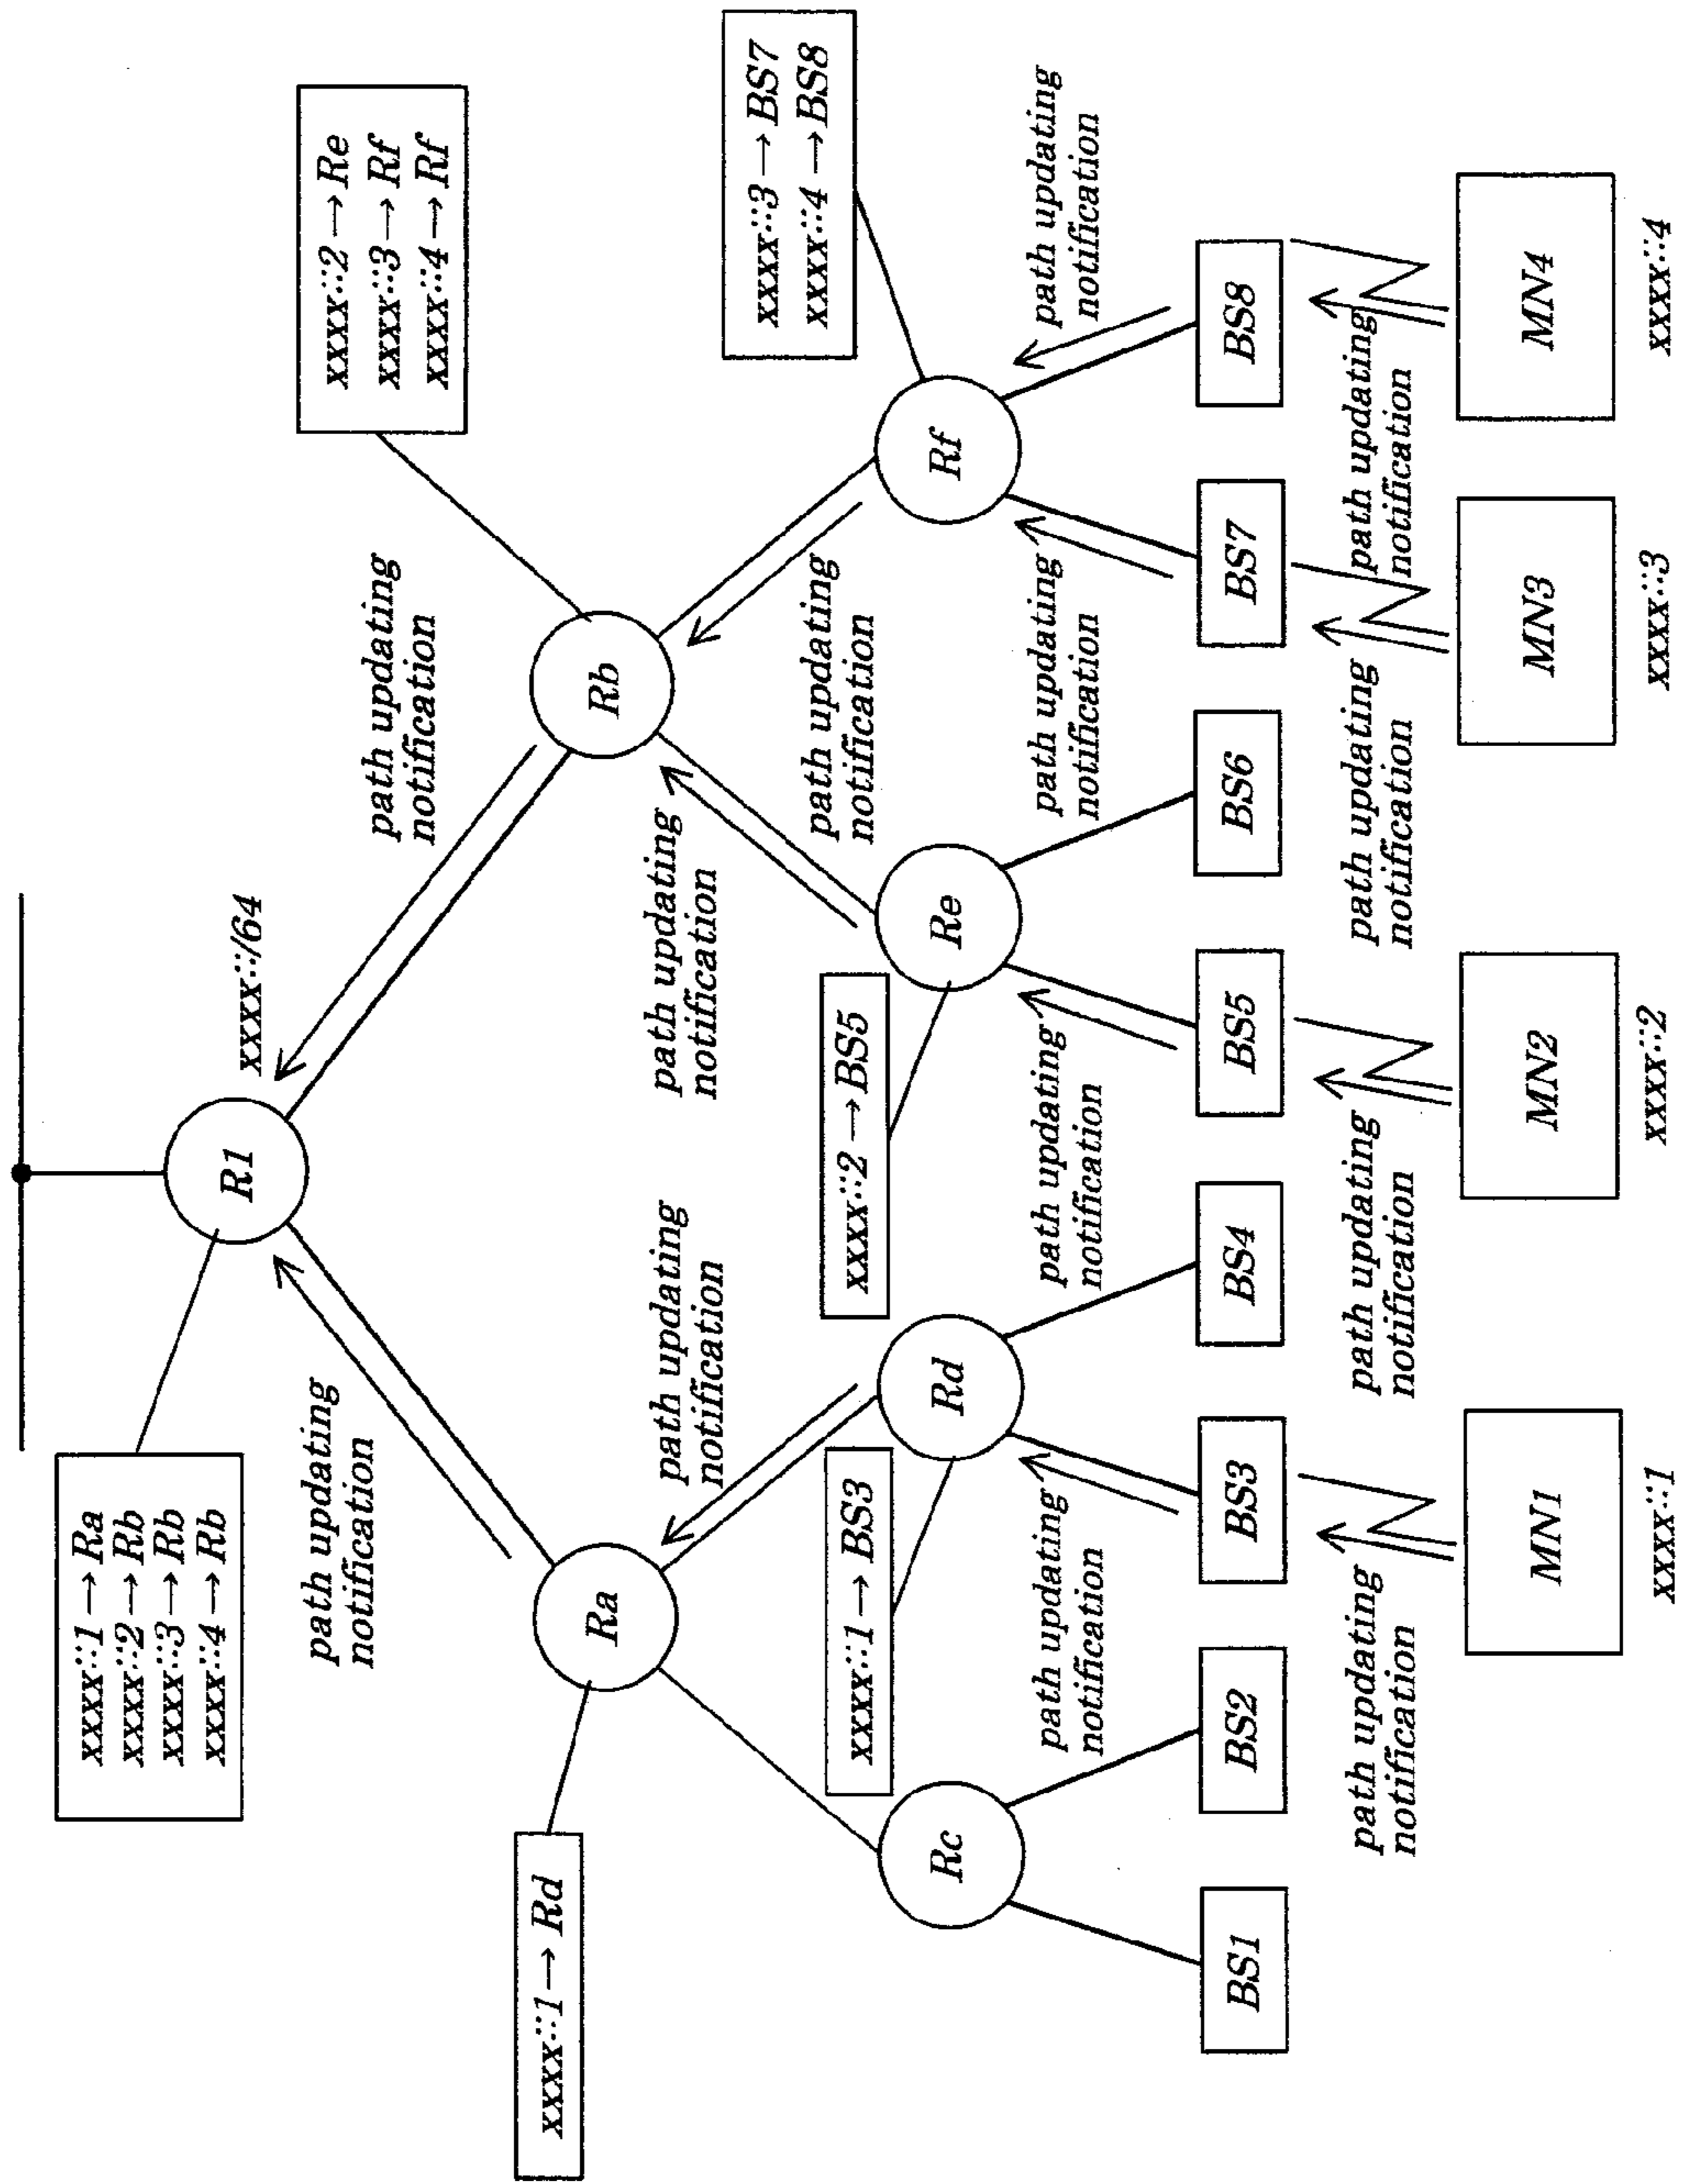 xxxx::1→Ra
xxxx::2→Rb
xxxx::3→Rb
xxxx::4→Rb
R1
xxxx::/64
path updating
notification
path updating
notification
xxxx::2→Re
xxxx::3→Rf
xxxx::4→Rf
xxxx::1→Rd
Ra
Rb
path updating
notification
path updating
notification
path updating
notification
xxxx::3→BS7
xxxx::4→BS8
xxxx::1→BS3
xxxx::2→BS5
Rc
Rd
Re
Rf
path updating
notification
path updating
notification
path updating
notification
path updating
notification
BS1
BS2
BS3
BS4
BS5
BS6
BS7
BS8
path updating
notification
path updating
notification
path updating
notification
path updating
notification
MN1
MN2
MN3
MN4
xxxx::1
xxxx::2
xxxx::3
xxxx::4